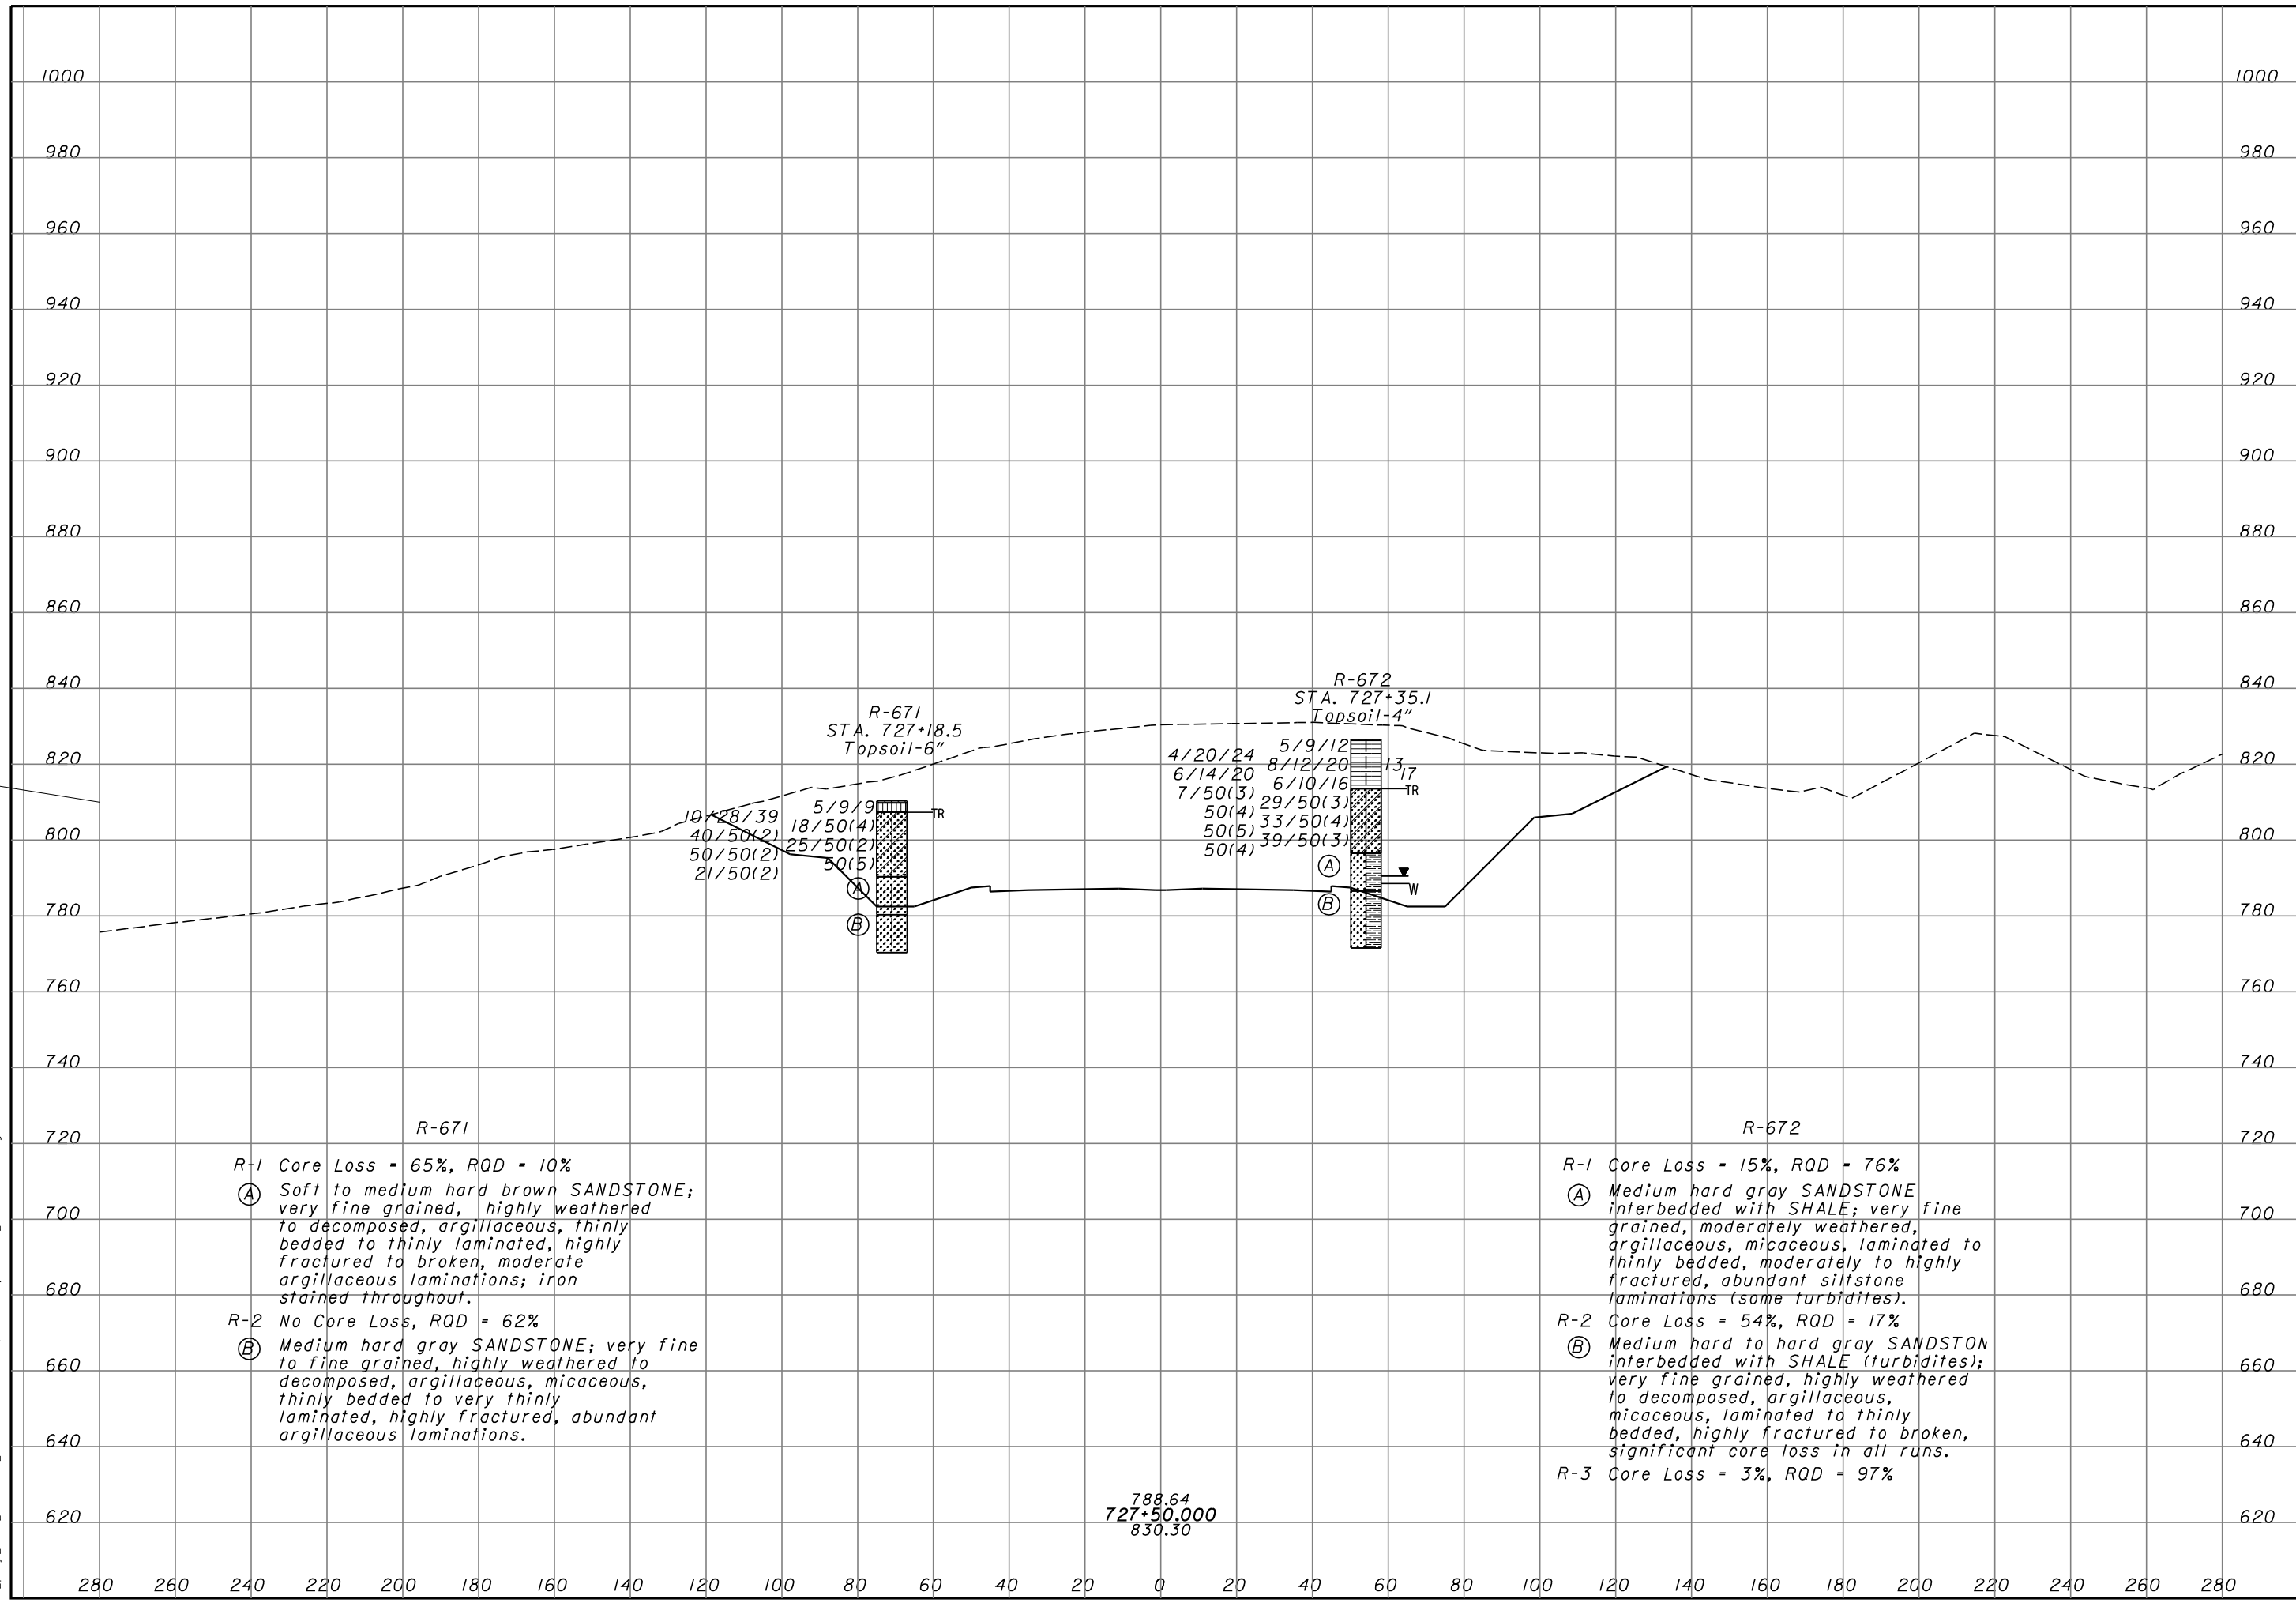 1000 1000
980 980
960 960
940 940
920 920
900 900
880 880
860 860
840 840
820 820
800 800
780 780
760 760
740 740
720 720
700 700
680 680
660 660
640 640
620 620
R-671
STA. 727+18.5
Topsoil-6"
10/28/39
40/50(2)
50/50(2)
21/50(2)
5/9/9
18/50(4)
25/50(2)
50(5)
TR
A
B
R-672
STA. 727+35.1
Topsoil-4"
4/20/24
6/14/20
7/50(3)
50(4)
50(5)
50(4)
5/9/12
8/12/20
6/10/16
29/50(3)
33/50(4)
39/50(3)
13
17
TR
W
A
B
R-671
R-1 Core Loss = 65%, RQD = 10%
A Soft to medium hard brown SANDSTONE;
very fine grained, highly weathered
to decomposed, argillaceous, thinly
bedded to thinly laminated, highly
fractured to broken, moderate
argillaceous laminations; iron
stained throughout.
R-2 No Core Loss, RQD = 62%
B Medium hard gray SANDSTONE; very fine
to fine grained, highly weathered to
decomposed, argillaceous, micaceous,
thinly bedded to very thinly
laminated, highly fractured, abundant
argillaceous laminations.
R-672
R-1 Core Loss = 15%, RQD = 76%
A Medium hard gray SANDSTONE
interbedded with SHALE; very fine
grained, moderately weathered,
argillaceous, micaceous, laminated to
thinly bedded, moderately to highly
fractured, abundant siltstone
laminations (some turbidites).
R-2 Core Loss = 54%, RQD = 17%
B Medium hard to hard gray SANDSTON
interbedded with SHALE (turbidites);
very fine grained, highly weathered
to decomposed, argillaceous,
micaceous, laminated to thinly
bedded, highly fractured to broken,
significant core loss in all runs.
R-3 Core Loss = 3%, RQD = 97%
788.64
727+50.000
830.30
280 260 240 220 200 180 160 140 120 100 80 60 40 20 0 20 40 60 80 100 120 140 160 180 200 220 240 260 280